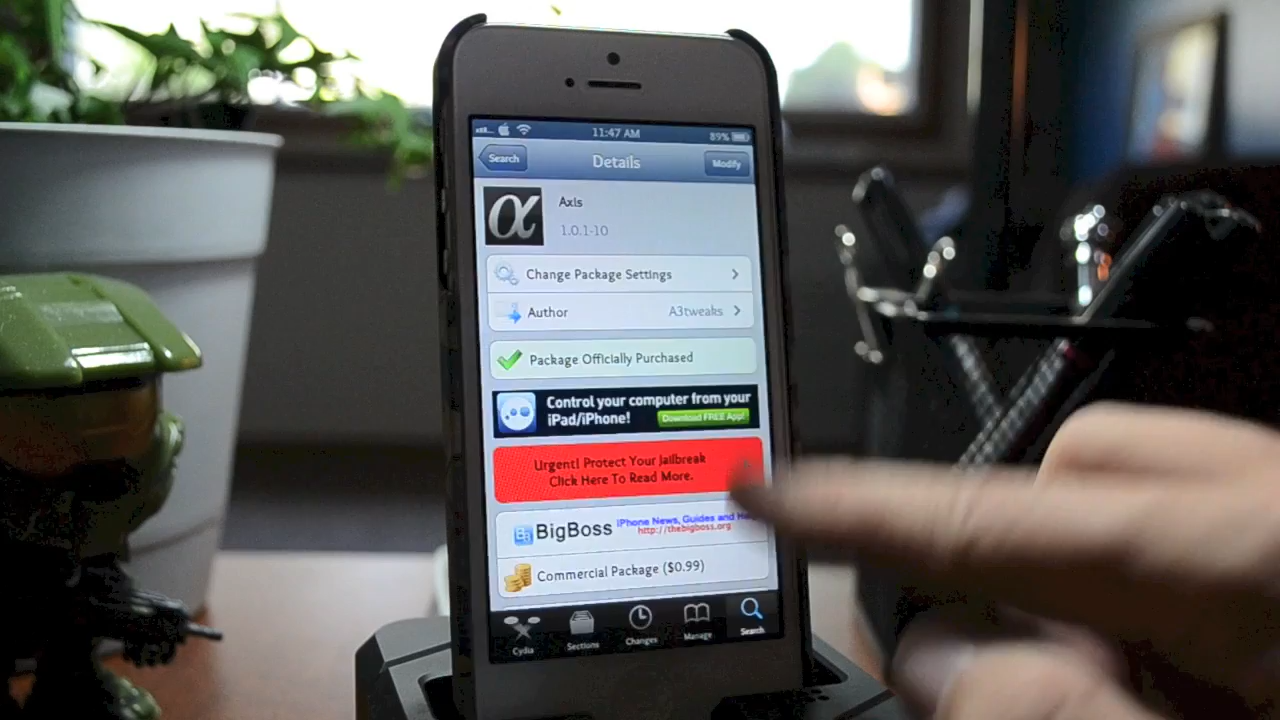 11:47 AM
89%
Search
Details
Modify
α
Axis
1.0.1-10
Change Package Settings
Author
A3tweaks
Package Officially Purchased
Control your computer from your
iPad/iPhone!
Download FREE App!
Urgent! Protect Your Jailbreak
Click Here To Read More.
BigBoss
iPhone News, Guides and
http://thebigboss.org
Commercial Package ($0.99)
Cydia
Sections
Changes
Manage
Search